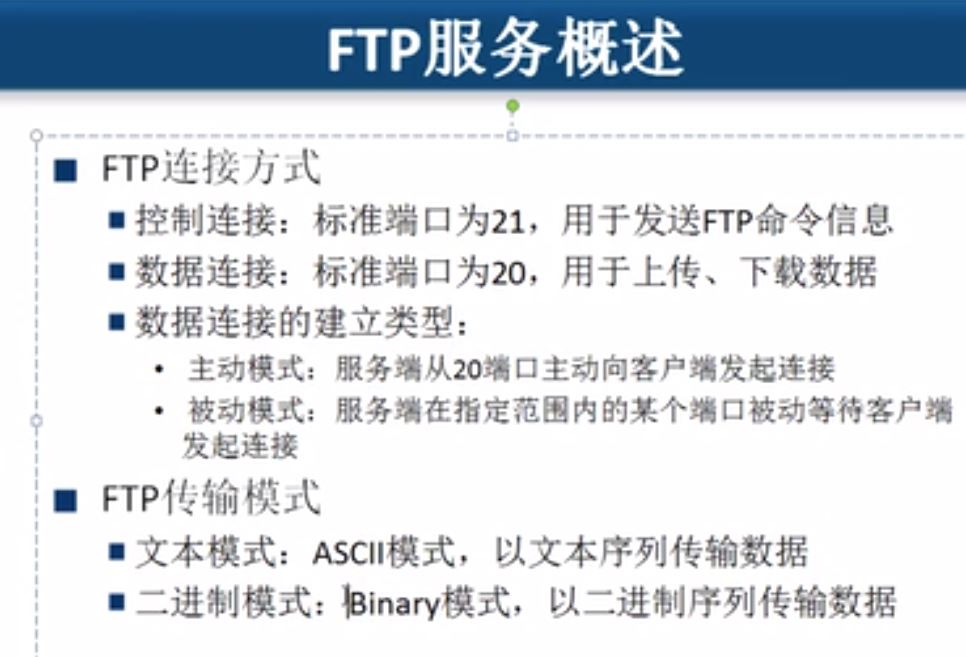 FTP服务概述
■ FTP连接方式
■ 控制连接：标准端口为21，用于发送FTP命令信息
■ 数据连接：标准端口为20，用于上传、下载数据
■ 数据连接的建立类型：
• 主动模式：服务端从20端口主动向客户端发起连接
• 被动模式：服务端在指定范围内的某个端口被动等待客户端
发起连接
■ FTP传输模式
■ 文本模式：ASCII模式，以文本序列传输数据
■ 二进制模式：Binary模式，以二进制序列传输数据